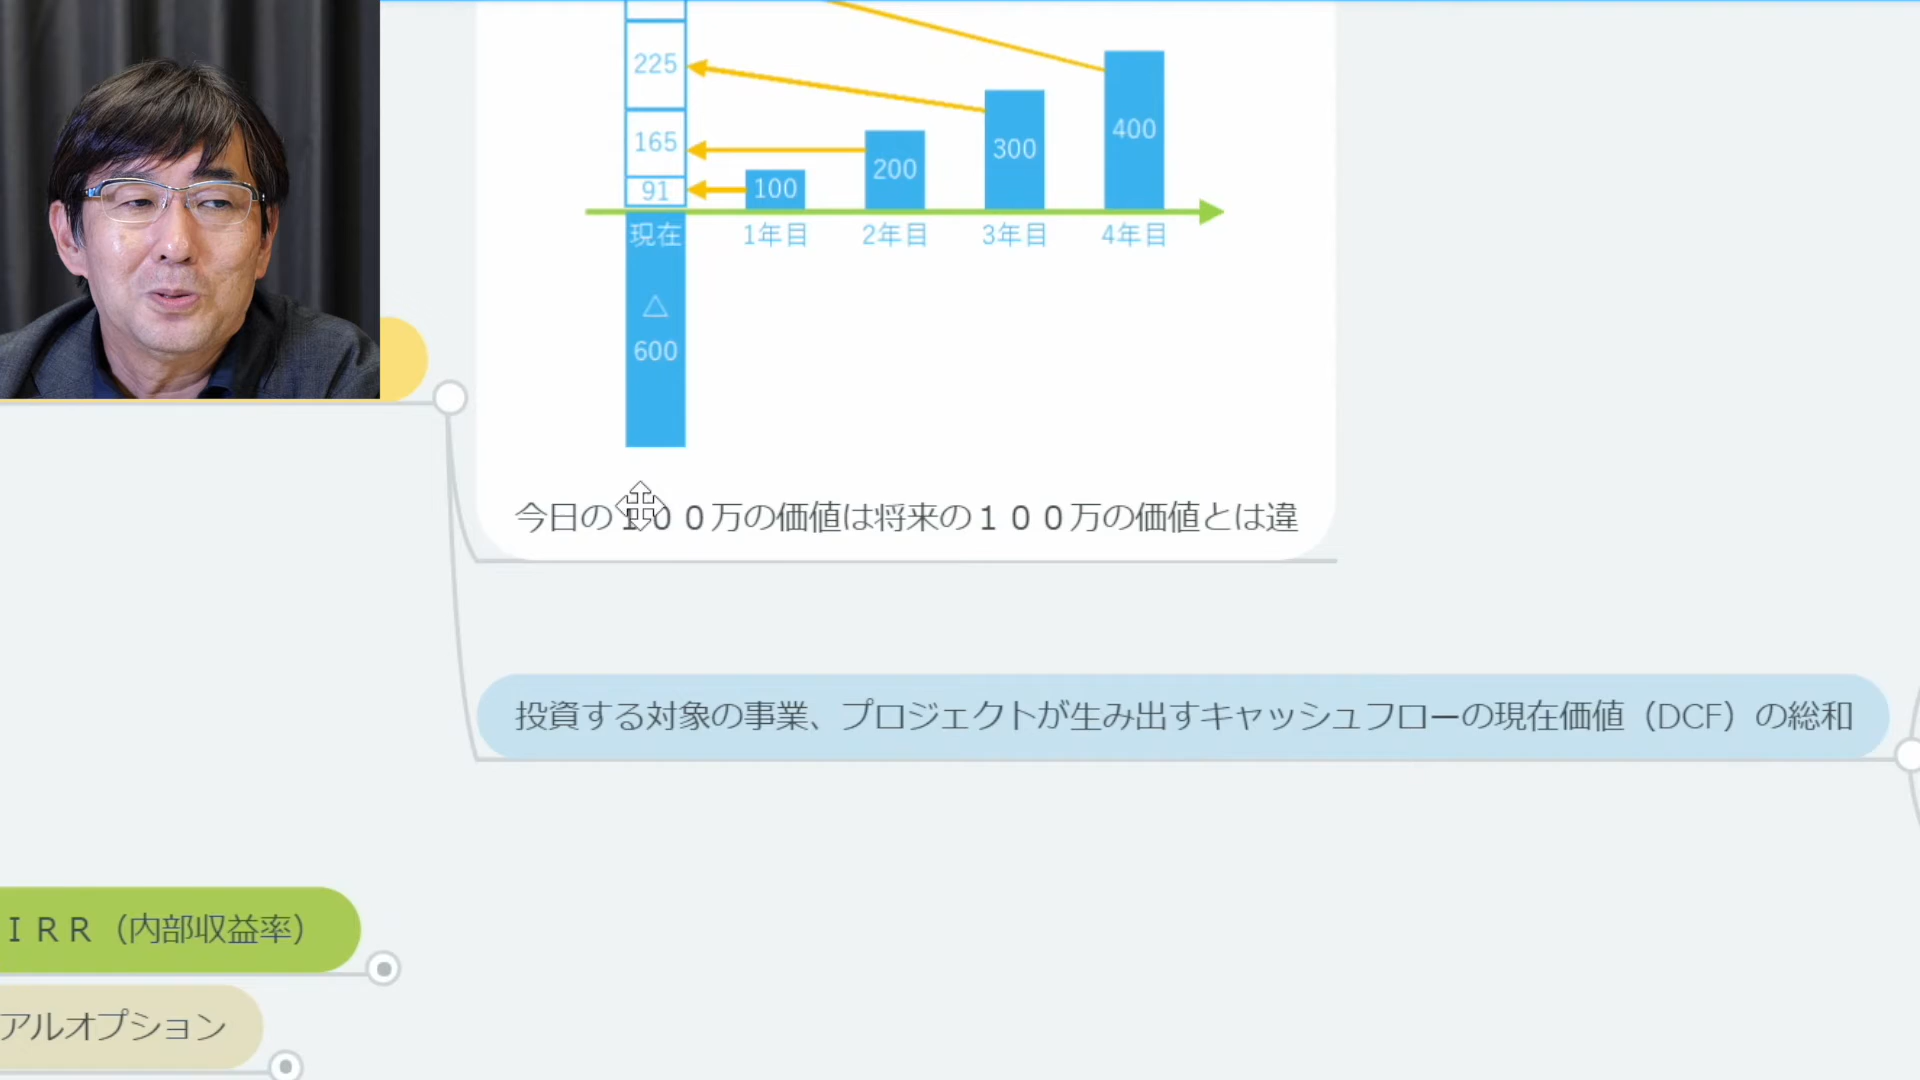 225
165
91
100
200
300
400
現在
1年目
2年目
3年目
4年目
△
600
今日の１００万の価値は将来の１００万の価値とは違
投資する対象の事業、プロジェクトが生み出すキャッシュフローの現在価値（DCF）の総和
ＩＲＲ（内部収益率）
アルオプション